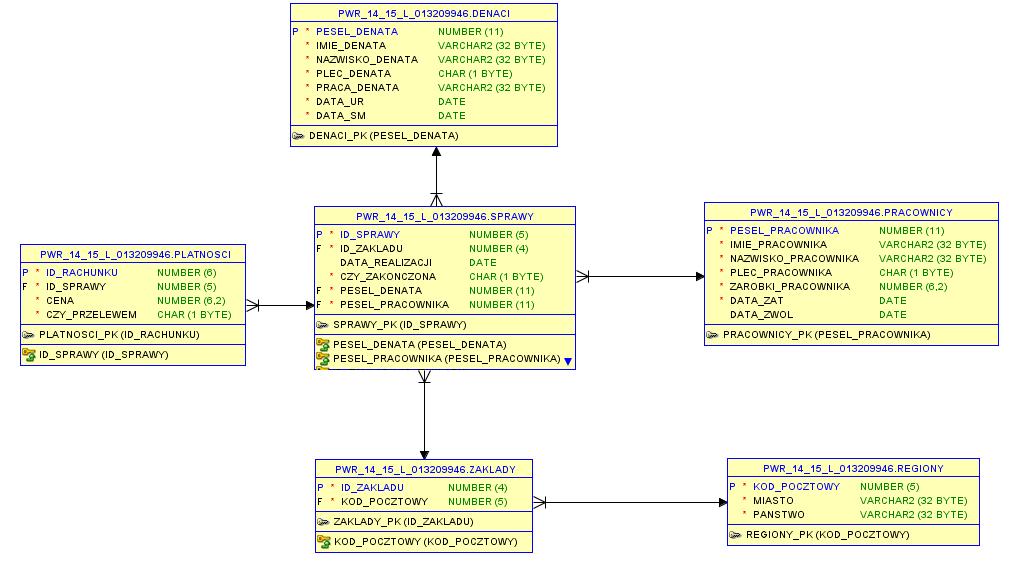 PWR_14_15_L_013209946.DENACI
P * PESEL_DENATA NUMBER (11)
* IMIE_DENATA VARCHAR2 (32 BYTE)
* NAZWISKO_DENATA VARCHAR2 (32 BYTE)
* PLEC_DENATA CHAR (1 BYTE)
* PRACA_DENATA VARCHAR2 (32 BYTE)
* DATA_UR DATE
* DATA_SM DATE
DENACI_PK (PESEL_DENATA)
PWR_14_15_L_013209946.SPRAWY
P * ID_SPRAWY NUMBER (5)
F * ID_ZAKLADU NUMBER (4)
DATA_REALIZACJI DATE
* CZY_ZAKONCZONA CHAR (1 BYTE)
F * PESEL_DENATA NUMBER (11)
F * PESEL_PRACOWNIKA NUMBER (11)
SPRAWY_PK (ID_SPRAWY)
PESEL_DENATA (PESEL_DENATA)
PESEL_PRACOWNIKA (PESEL_PRACOWNIKA)
PWR_14_15_L_013209946.PRACOWNICY
P * PESEL_PRACOWNIKA NUMBER (11)
* IMIE_PRACOWNIKA VARCHAR2 (32 BYTE)
* NAZWISKO_PRACOWNIKA VARCHAR2 (32 BYTE)
* PLEC_PRACOWNIKA CHAR (1 BYTE)
* ZAROBKI_PRACOWNIKA NUMBER (6,2)
* DATA_ZAT DATE
DATA_ZWOL DATE
PRACOWNICY_PK (PESEL_PRACOWNIKA)
PWR_14_15_L_013209946.PLATNOSCI
P * ID_RACHUNKU NUMBER (6)
F * ID_SPRAWY NUMBER (5)
* CENA NUMBER (6,2)
* CZY_PRZELEWEM CHAR (1 BYTE)
PLATNOSCI_PK (ID_RACHUNKU)
ID_SPRAWY (ID_SPRAWY)
PWR_14_15_L_013209946.ZAKLADY
P * ID_ZAKLADU NUMBER (4)
F * KOD_POCZTOWY NUMBER (5)
ZAKLADY_PK (ID_ZAKLADU)
KOD_POCZTOWY (KOD_POCZTOWY)
PWR_14_15_L_013209946.REGIONY
P * KOD_POCZTOWY NUMBER (5)
* MIASTO VARCHAR2 (32 BYTE)
* PANSTWO VARCHAR2 (32 BYTE)
REGIONY_PK (KOD_POCZTOWY)